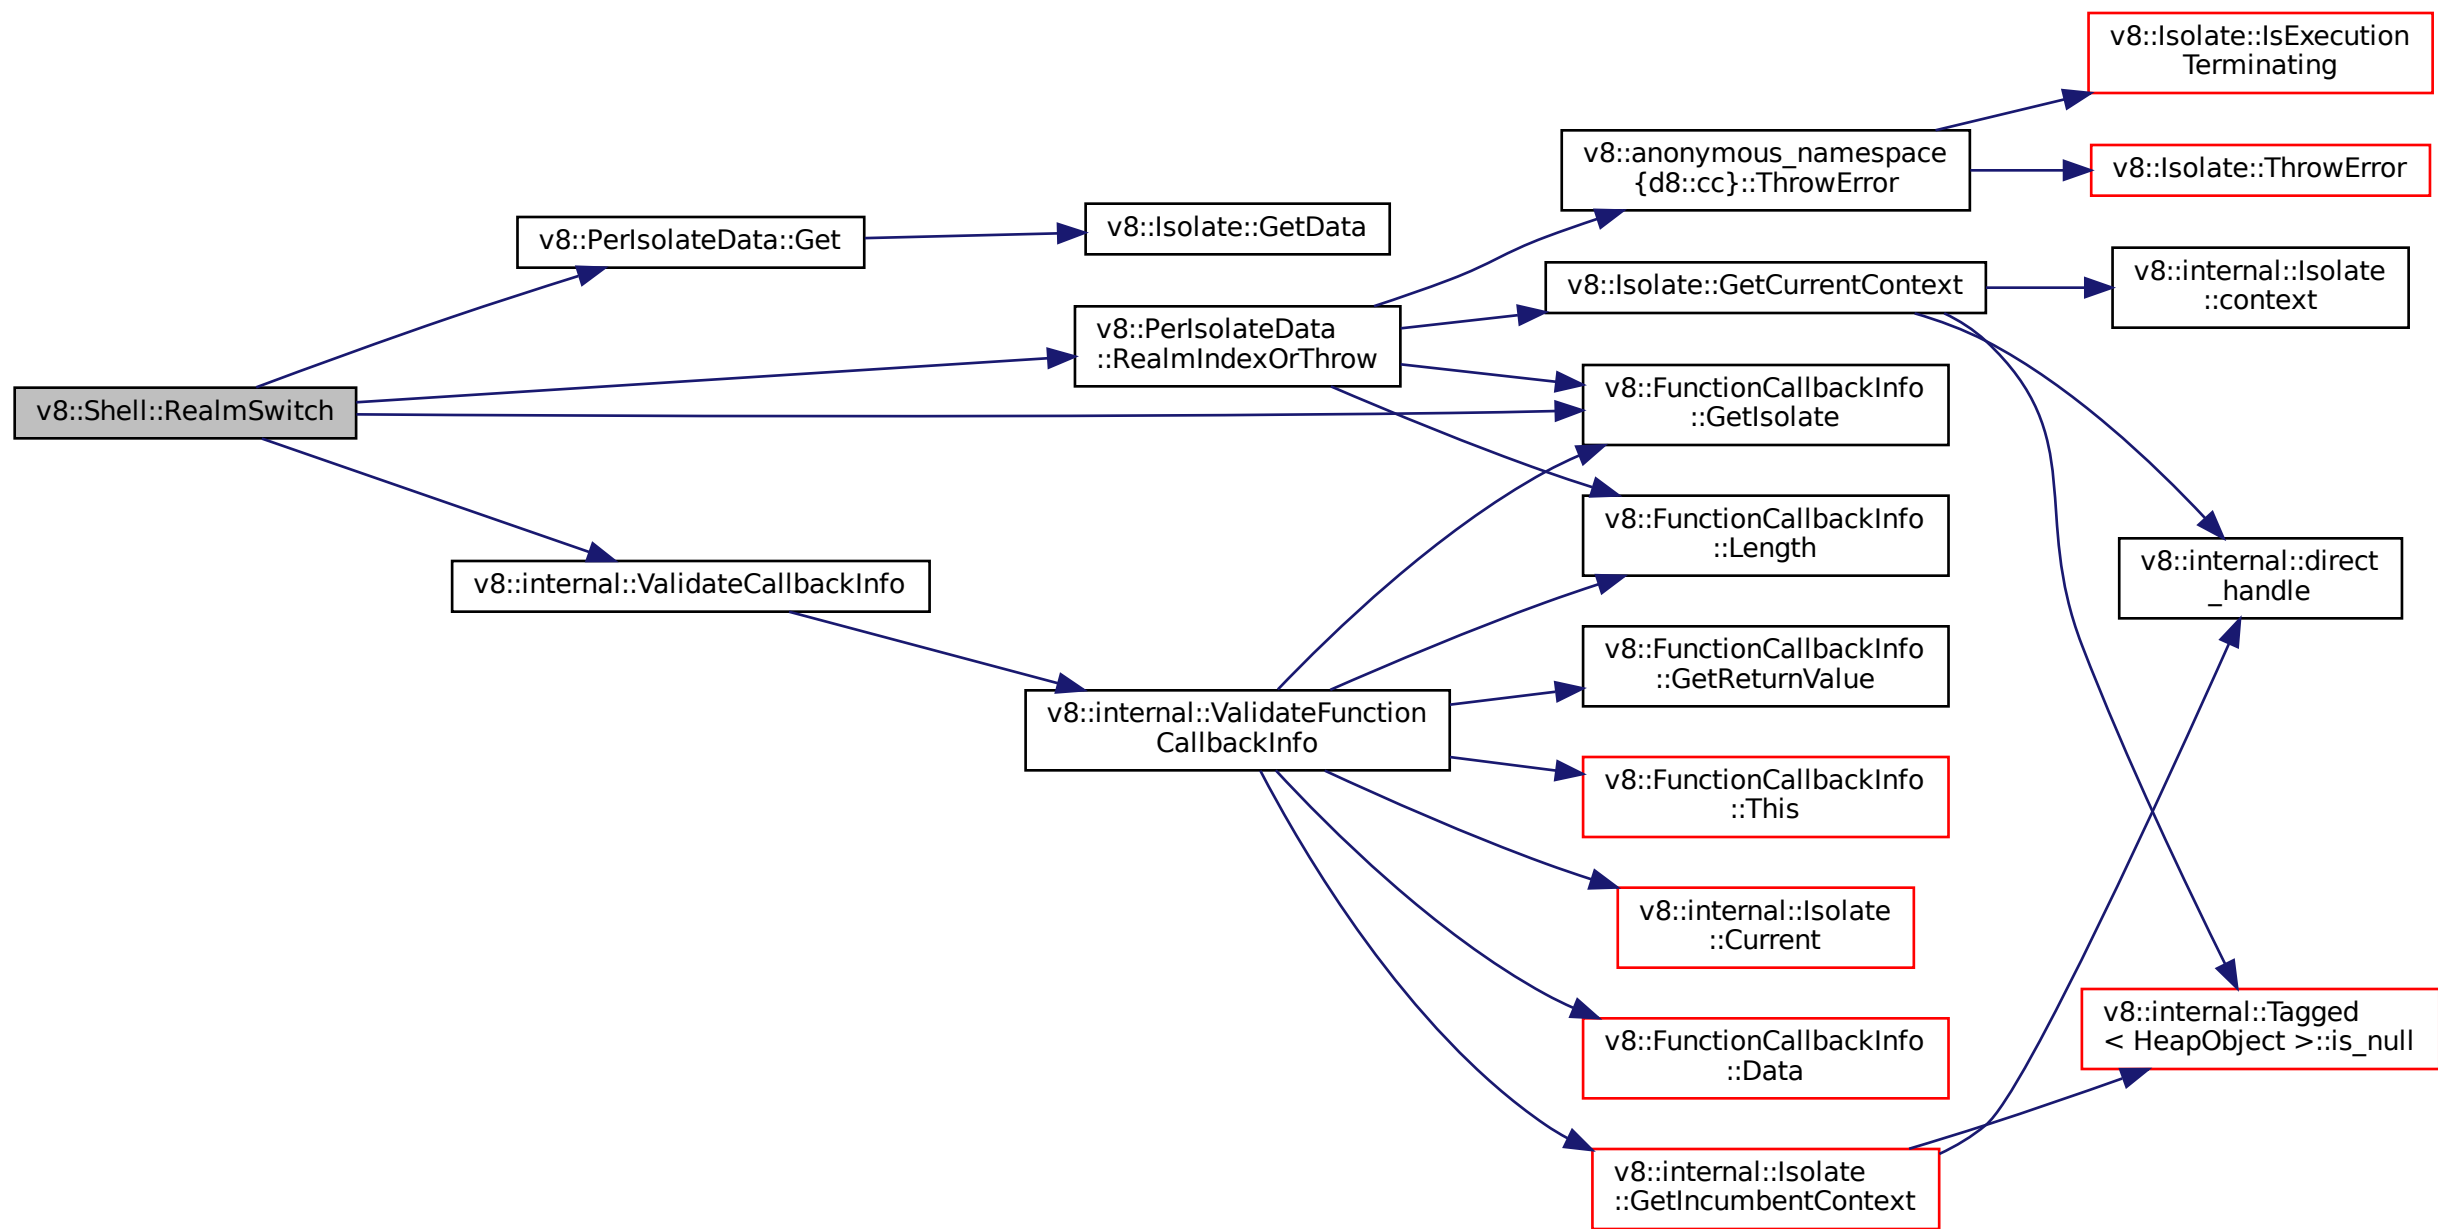 v8::Shell::RealmSwitch
v8::PerIsolateData::Get
v8::Isolate::GetData
v8::PerIsolateData
::RealmIndexOrThrow
v8::internal::ValidateCallbackInfo
v8::internal::ValidateFunction
CallbackInfo
v8::anonymous_namespace
{d8::cc}::ThrowError
v8::Isolate::GetCurrentContext
v8::FunctionCallbackInfo
::GetIsolate
v8::FunctionCallbackInfo
::Length
v8::FunctionCallbackInfo
::GetReturnValue
v8::FunctionCallbackInfo
::This
v8::internal::Isolate
::Current
v8::FunctionCallbackInfo
::Data
v8::internal::Isolate
::GetIncumbentContext
v8::Isolate::IsExecution
Terminating
v8::Isolate::ThrowError
v8::internal::Isolate
::context
v8::internal::direct
_handle
v8::internal::Tagged
< HeapObject >::is_null